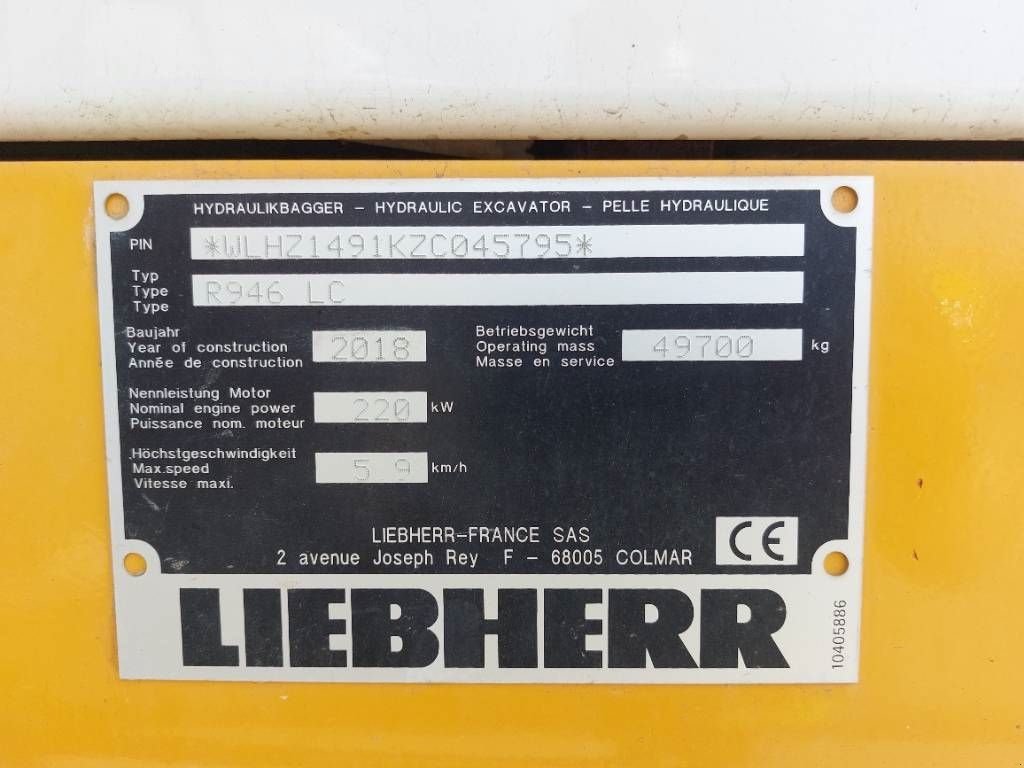 HYDRAULIKBAGGER - HYDRAULIC EXCAVATOR - PELLE HYDRAULIQUE
PIN *WLHZ1491KZC045795*
Typ
Type
Type
R946 LC
Baujahr
Year of construction
Année de construction
2018
Betriebsgewicht
Operating mass
Masse en service
49700 kg
Nennleistung Motor
Nominal engine power
Puissance nom. moteur
220 kW
Höchstgeschwindigkeit
Max.speed
Vitesse maxi.
5.9 km/h
LIEBHERR-FRANCE SAS
2 avenue Joseph Rey F - 68005 COLMAR
CE
LIEBHERR
10405886